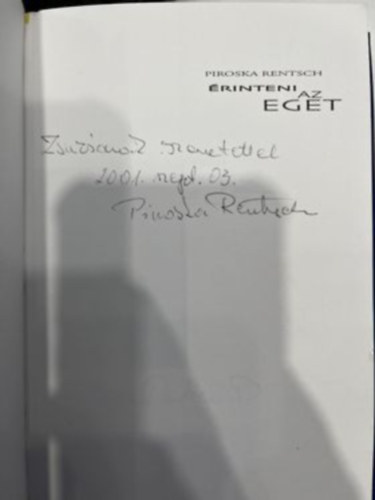 PIROSKA RENTSCH
ÉRINTENI
AZ
EGET
Zsuzsának szeretettel
2001. szept. 03.
Piroska Rentsch